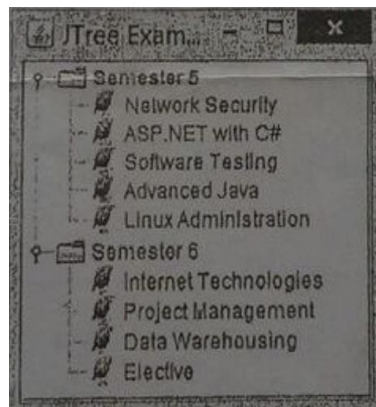 JTree Exam...
Semester 5
Network Security
ASP.NET with C#
Software Testing
Advanced Java
Linux Administration
Semester 6
Internet Technologies
Project Management
Data Warehousing
Elective